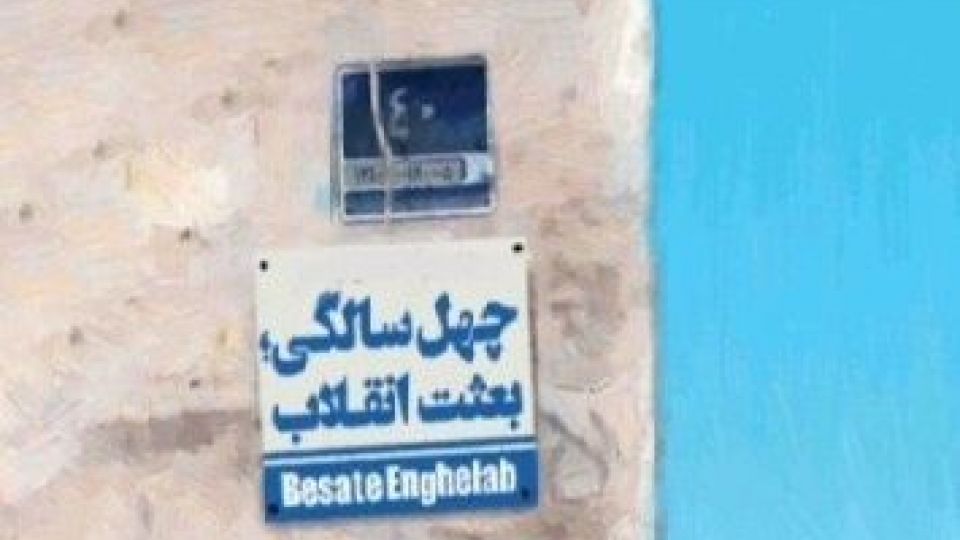 ۴۰
چهل سالگی؛
بعثت انقلاب
Besate Enghelab